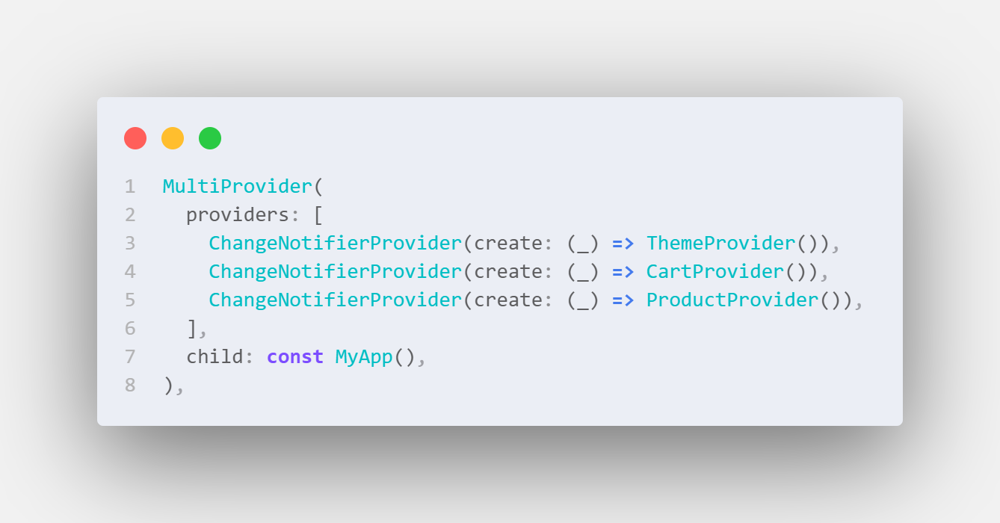 1 MultiProvider(
2   providers: [
3     ChangeNotifierProvider(create: (_) => ThemeProvider()),
4     ChangeNotifierProvider(create: (_) => CartProvider()),
5     ChangeNotifierProvider(create: (_) => ProductProvider()),
6   ],
7   child: const MyApp(),
8 ),